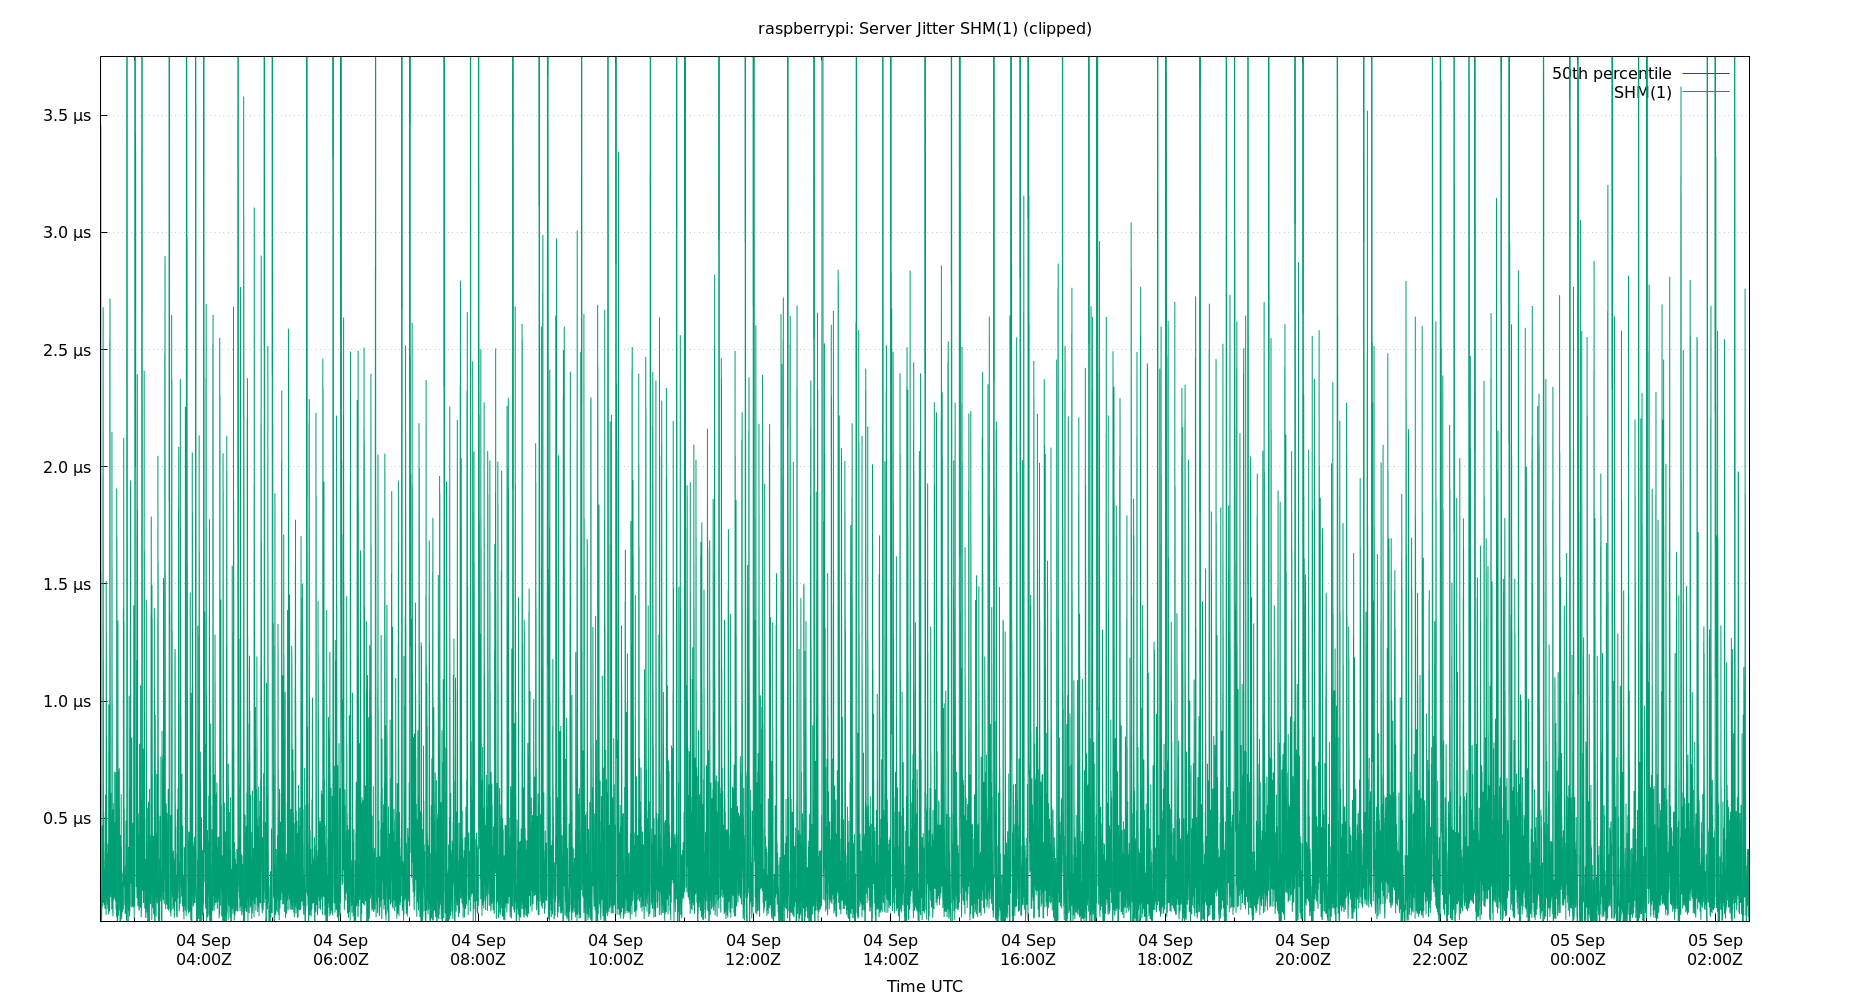 raspberrypi: Server Jitter SHM(1) (clipped)
50th percentile
SHM(1)
3.5 µs
3.0 µs
2.5 µs
2.0 µs
1.5 µs
1.0 µs
0.5 µs
04 Sep 04 Sep 04 Sep 04 Sep 04 Sep 04 Sep 04 Sep 04 Sep 04 Sep 04 Sep 05 Sep 05 Sep
04:00Z 06:00Z 08:00Z 10:00Z 12:00Z 14:00Z 16:00Z 18:00Z 20:00Z 22:00Z 00:00Z 02:00Z
Time UTC